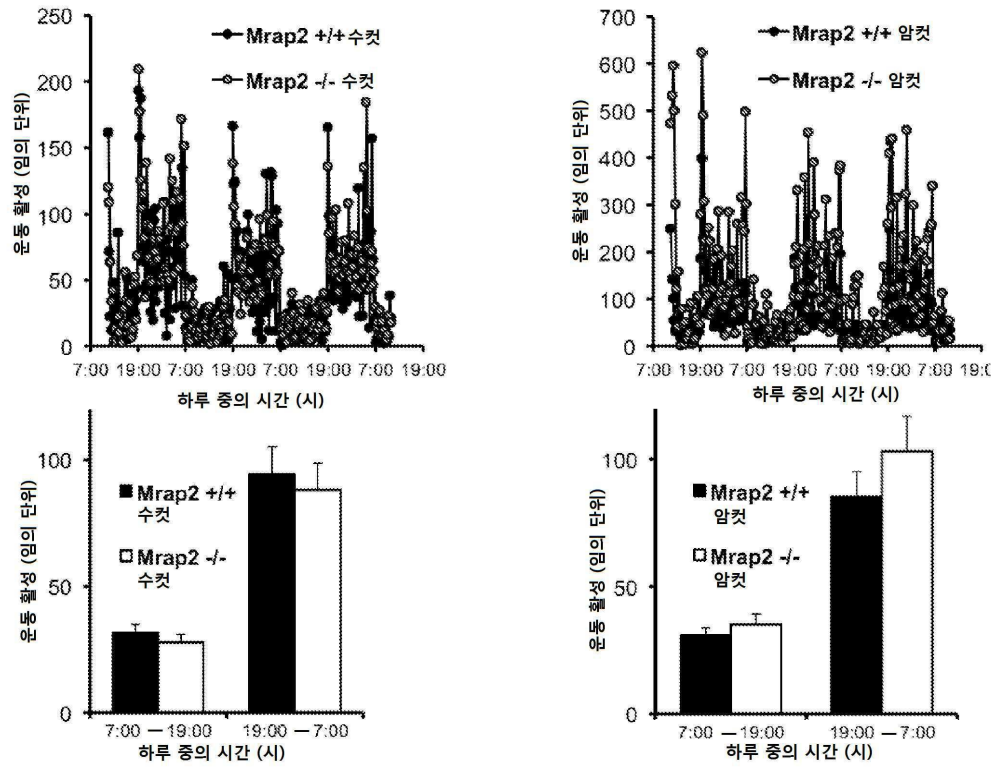 250
200
150
100
50
0
운동 활성 (임의 단위)
Mrap2 +/+ 수컷
Mrap2 -/- 수컷
7:00 19:00 7:00 19:00 7:00 19:00 7:00 19:00
하루 중의 시간 (시)
700
600
500
400
300
200
100
0
운동 활성 (임의 단위)
Mrap2 +/+ 암컷
Mrap2 -/- 암컷
7:00 19:00 7:00 19:00 7:00 19:00 7:00 19:0
하루 중의 시간 (시)
100
50
0
운동 활성 (임의 단위)
Mrap2 +/+
수컷
Mrap2 -/-
수컷
7:00 — 19:00 19:00 — 7:00
하루 중의 시간 (시)
100
50
0
운동 활성 (임의 단위)
Mrap2 +/+
암컷
Mrap2 -/-
암컷
7:00 — 19:00 19:00 — 7:00
하루 중의 시간 (시)